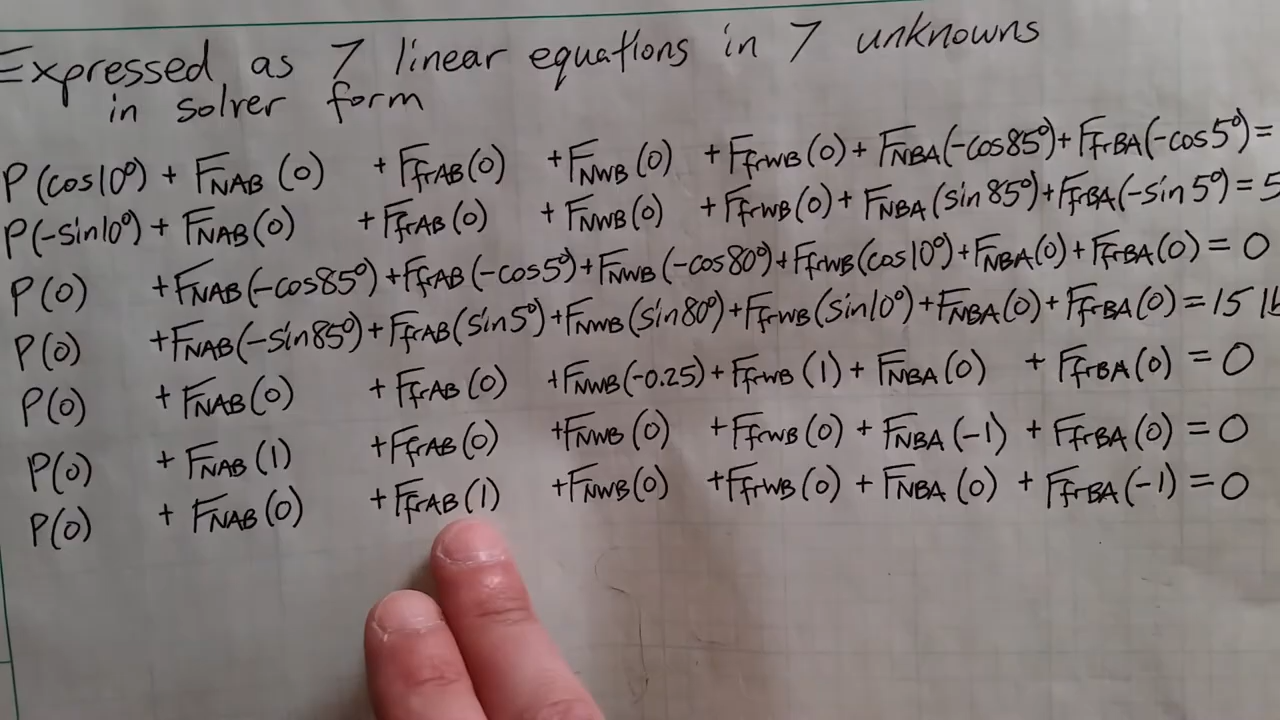 Expressed as 7 linear equations in 7 unknowns
in solver form
P(cos10°) + FNAB(0) + FfrAB(0) + FNWB(0) + FfrWB(0) + FNBA(-cos85°) + FfrBA(-cos5°) =
P(-sin10°) + FNAB(0) + FfrAB(0) + FNWB(0) + FfrWB(0) + FNBA(sin85°) + FfrBA(-sin5°) = 5
P(0) + FNAB(-cos85°) + FfrAB(-cos5°) + FNWB(-cos80°) + FfrWB(cos10°) + FNBA(0) + FfrBA(0) = 0
P(0) + FNAB(-sin85°) + FfrAB(sin5°) + FNWB(sin80°) + FfrWB(sin10°) + FNBA(0) + FfrBA(0) = 15 lb
P(0) + FNAB(0) + FfrAB(0) + FNWB(-0.25) + FfrWB(1) + FNBA(0) + FfrBA(0) = 0
P(0) + FNAB(1) + FfrAB(0) + FNWB(0) + FfrWB(0) + FNBA(-1) + FfrBA(0) = 0
P(0) + FNAB(0) + FfrAB(1) + FNWB(0) + FfrWB(0) + FNBA(0) + FfrBA(-1) = 0